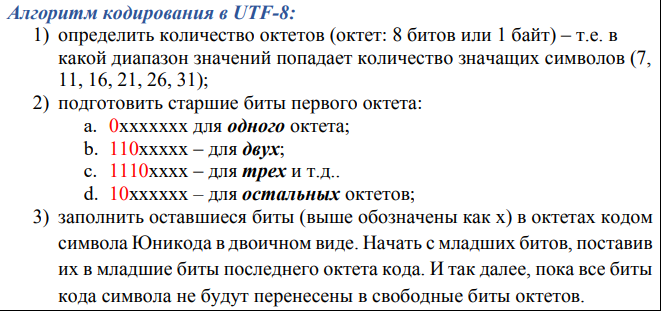 Алгоритм кодирования в UTF-8:
1) определить количество октетов (октет: 8 битов или 1 байт) – т.е. в
какой диапазон значений попадает количество значащих символов (7,
11, 16, 21, 26, 31);
2) подготовить старшие биты первого октета:
a. 0xxxxxxx для одного октета;
b. 110xxxxx – для двух;
c. 1110xxxx – для трех и т.д..
d. 10xxxxxx – для остальных октетов;
3) заполнить оставшиеся биты (выше обозначены как x) в октетах кодом
символа Юникода в двоичном виде. Начать с младших битов, поставив
их в младшие биты последнего октета кода. И так далее, пока все биты
кода символа не будут перенесены в свободные биты октетов.